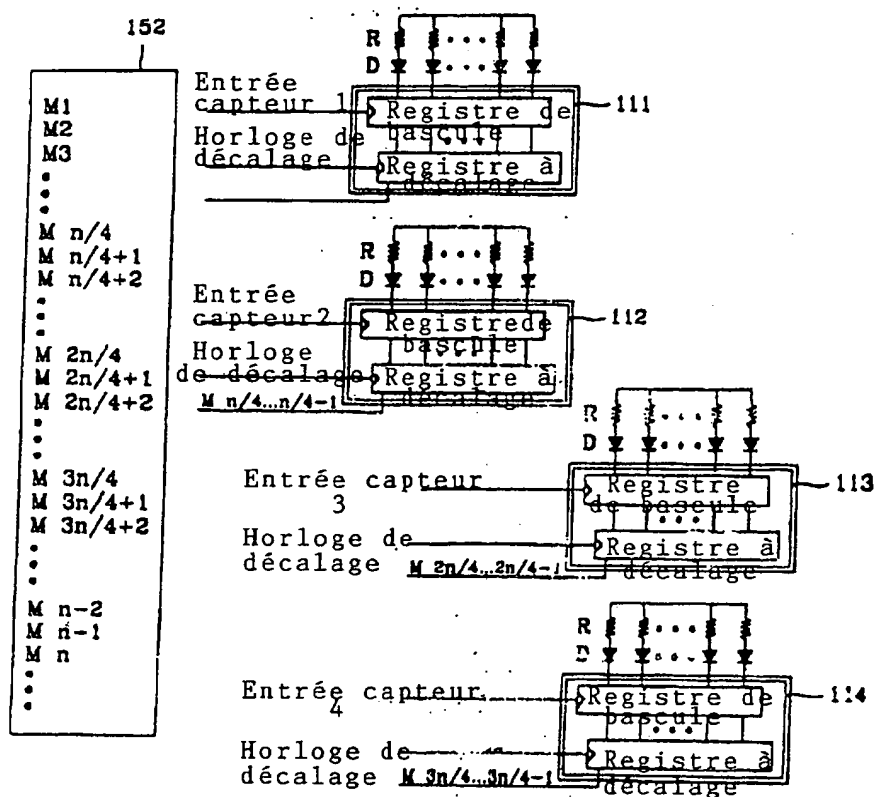 152
M1
M2
M3
M n/4
M n/4+1
M n/4+2
M 2n/4
M 2n/4+1
M 2n/4+2
M 3n/4
M 3n/4+1
M 3n/4+2
M n-2
M n-1
M n
R
D
Entrée
capteur 1
Registre de
bascule
111
Horloge de
décalage
Registre à
décalage
R
D
Entrée
capteur2
Registrede
bascule
112
Horloge
de décalage
Registre à
décalage
M n/4...n/4-1
R
D
Entrée capteur
3
Registre
de bascule
113
Horloge de
décalage
Registre à
décalage
M 2n/4...2n/4-1
R
D
Entrée capteur
4
Registre de
bascule
114
Horloge de
décalage
Registre à
décalage
M 3n/4...3n/4-1